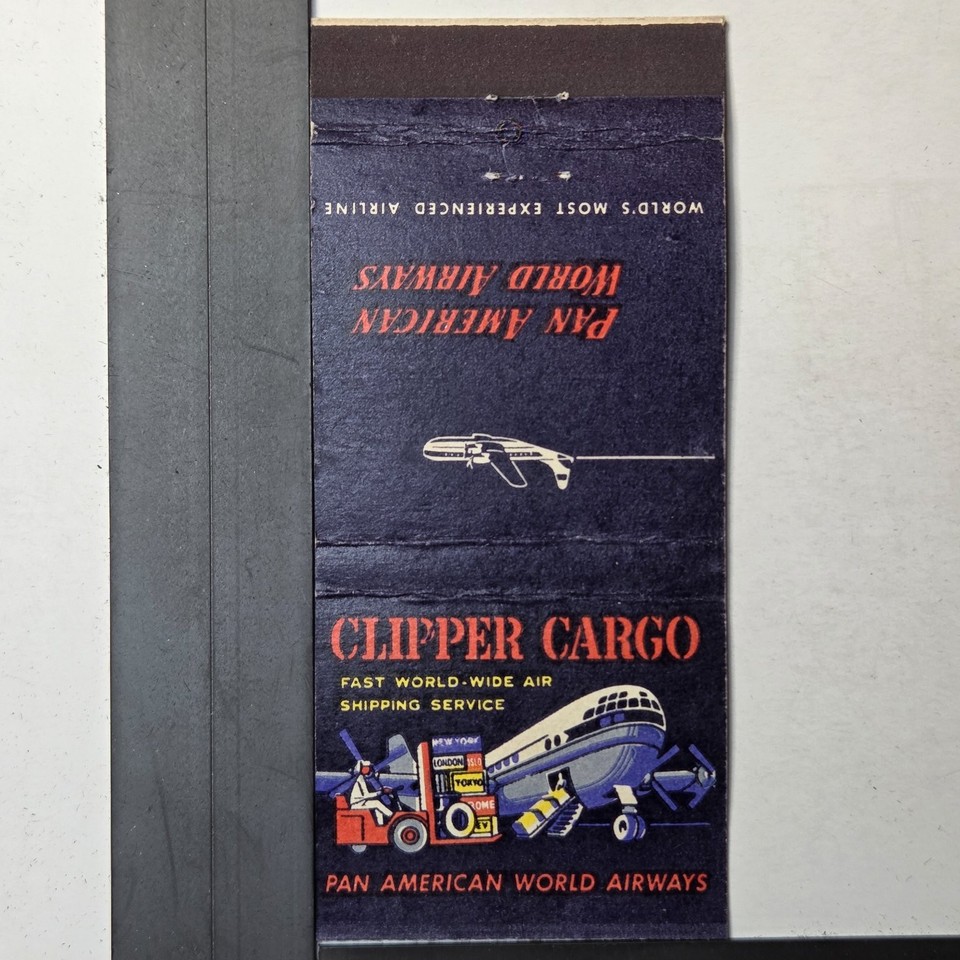 WORLD'S MOST EXPERIENCED AIRLINE
PAN AMERICAN
WORLD AIRWAYS
CLIPPER CARGO
FAST WORLD-WIDE AIR
SHIPPING SERVICE
NEW YORK
LONDON
OSLO
TOKYO
ROME
PAN AMERICAN WORLD AIRWAYS